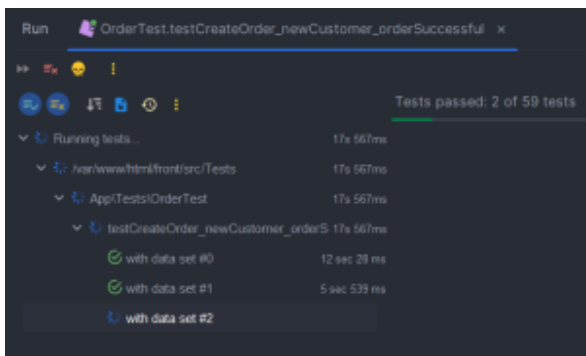 Run OrderTest.testCreateOrder_newCustomer_orderSuccessful ×
Tests passed: 2 of 59 tests
Running tests... 17s 567ms
/var/www/html/front/src/Tests 17s 567ms
App\Tests\OrderTest 17s 567ms
testCreateOrder_newCustomer_orderS 17s 567ms
with data set #0 12 sec 28 ms
with data set #1 5 sec 539 ms
with data set #2